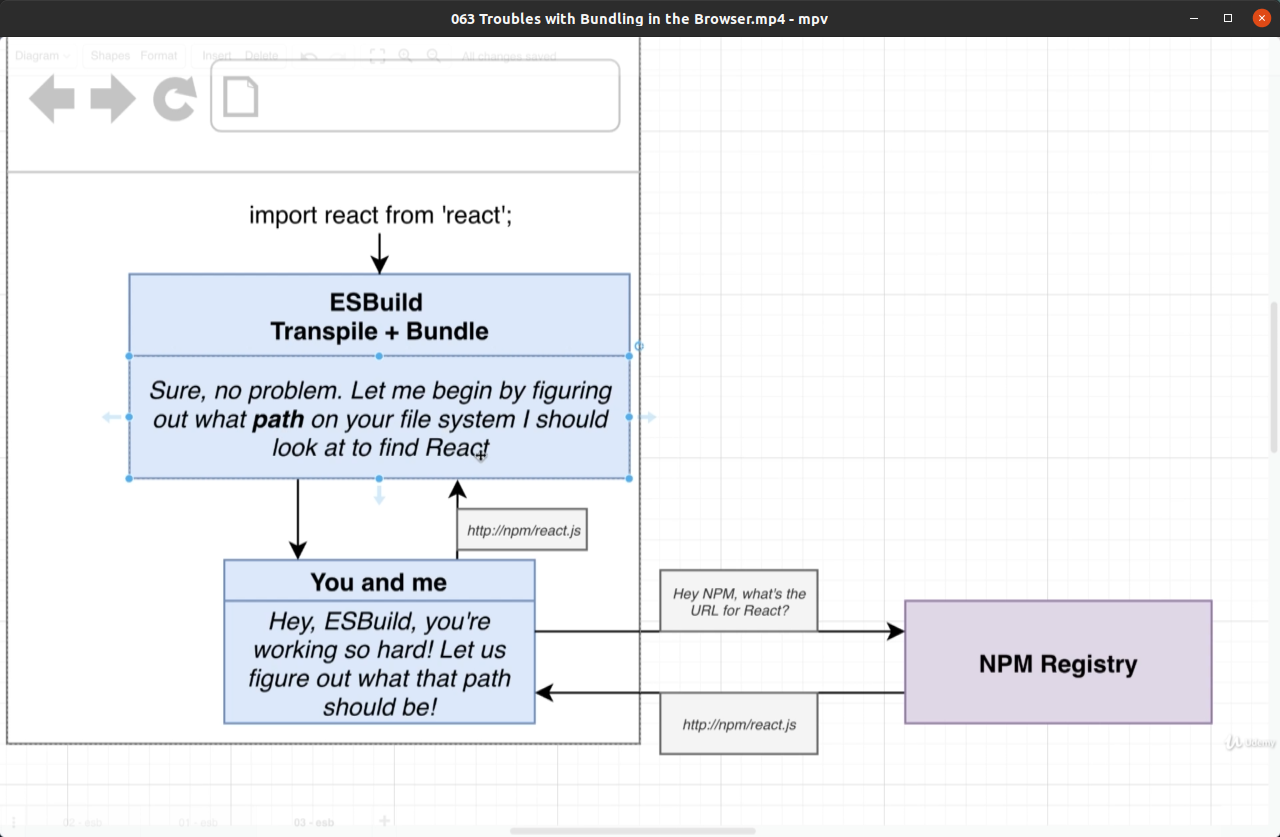 063 Troubles with Bundling in the Browser.mp4 - mpv
Diagram
Shapes
Format
Insert
Delete
All changes saved
import react from 'react';
ESBuild
Transpile + Bundle
Sure, no problem. Let me begin by figuring
out what path on your file system I should
look at to find React
http://npm/react.js
You and me
Hey, ESBuild, you're
working so hard! Let us
figure out what that path
should be!
Hey NPM, what's the
URL for React?
NPM Registry
http://npm/react.js
Udemy
02 - esb
01 - esb
03 - esb